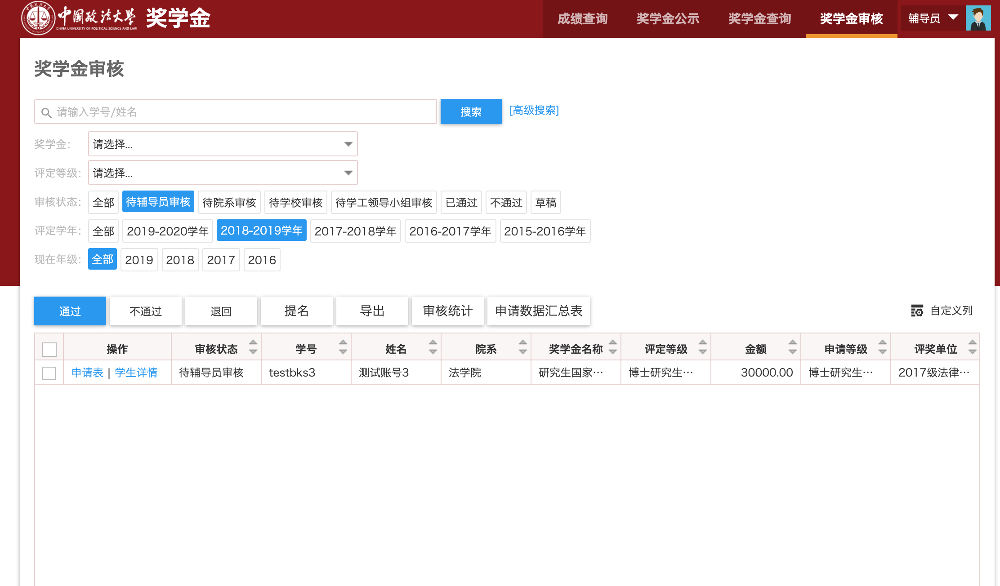 中国政法大学 奖学金 成绩查询 奖学金公示 奖学金查询 奖学金审核 辅导员
CHINA UNIVERSITY OF POLITICAL SCIENCE AND LAW
奖学金审核
请输入学号/姓名 搜索 [高级搜索]
奖学金: 请选择...
评定等级: 请选择...
审核状态: 全部 待辅导员审核 待院系审核 待学校审核 待学工领导小组审核 已通过 不通过 草稿
评定学年: 全部 2019-2020学年 2018-2019学年 2017-2018学年 2016-2017学年 2015-2016学年
现在年级: 全部 2019 2018 2017 2016
通过 不通过 退回 提名 导出 审核统计 申请数据汇总表 自定义列
操作 审核状态 学号 姓名 院系 奖学金名称 评定等级 金额 申请等级 评奖单位
申请表 | 学生详情 待辅导员审核 testbks3 测试账号3 法学院 研究生国家… 博士研究生… 30000.00 博士研究生… 2017级法律…